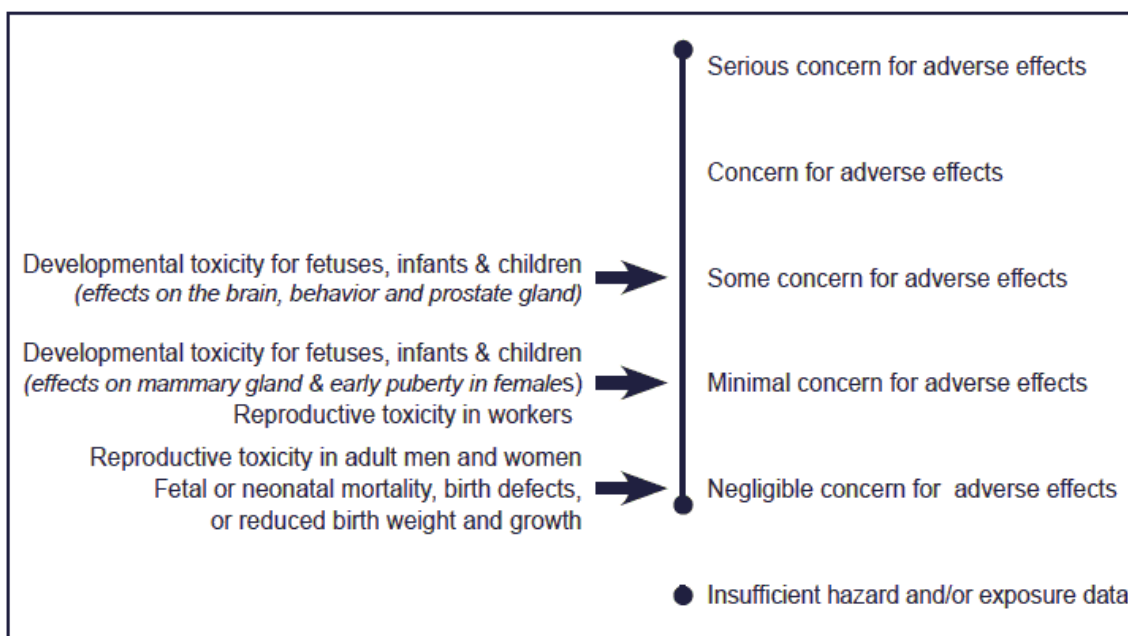 Serious concern for adverse effects
Concern for adverse effects
Developmental toxicity for fetuses, infants & children
(effects on the brain, behavior and prostate gland)
Some concern for adverse effects
Developmental toxicity for fetuses, infants & children
(effects on mammary gland & early puberty in females)
Reproductive toxicity in workers
Minimal concern for adverse effects
Reproductive toxicity in adult men and women
Fetal or neonatal mortality, birth defects,
or reduced birth weight and growth
Negligible concern for adverse effects
Insufficient hazard and/or exposure data